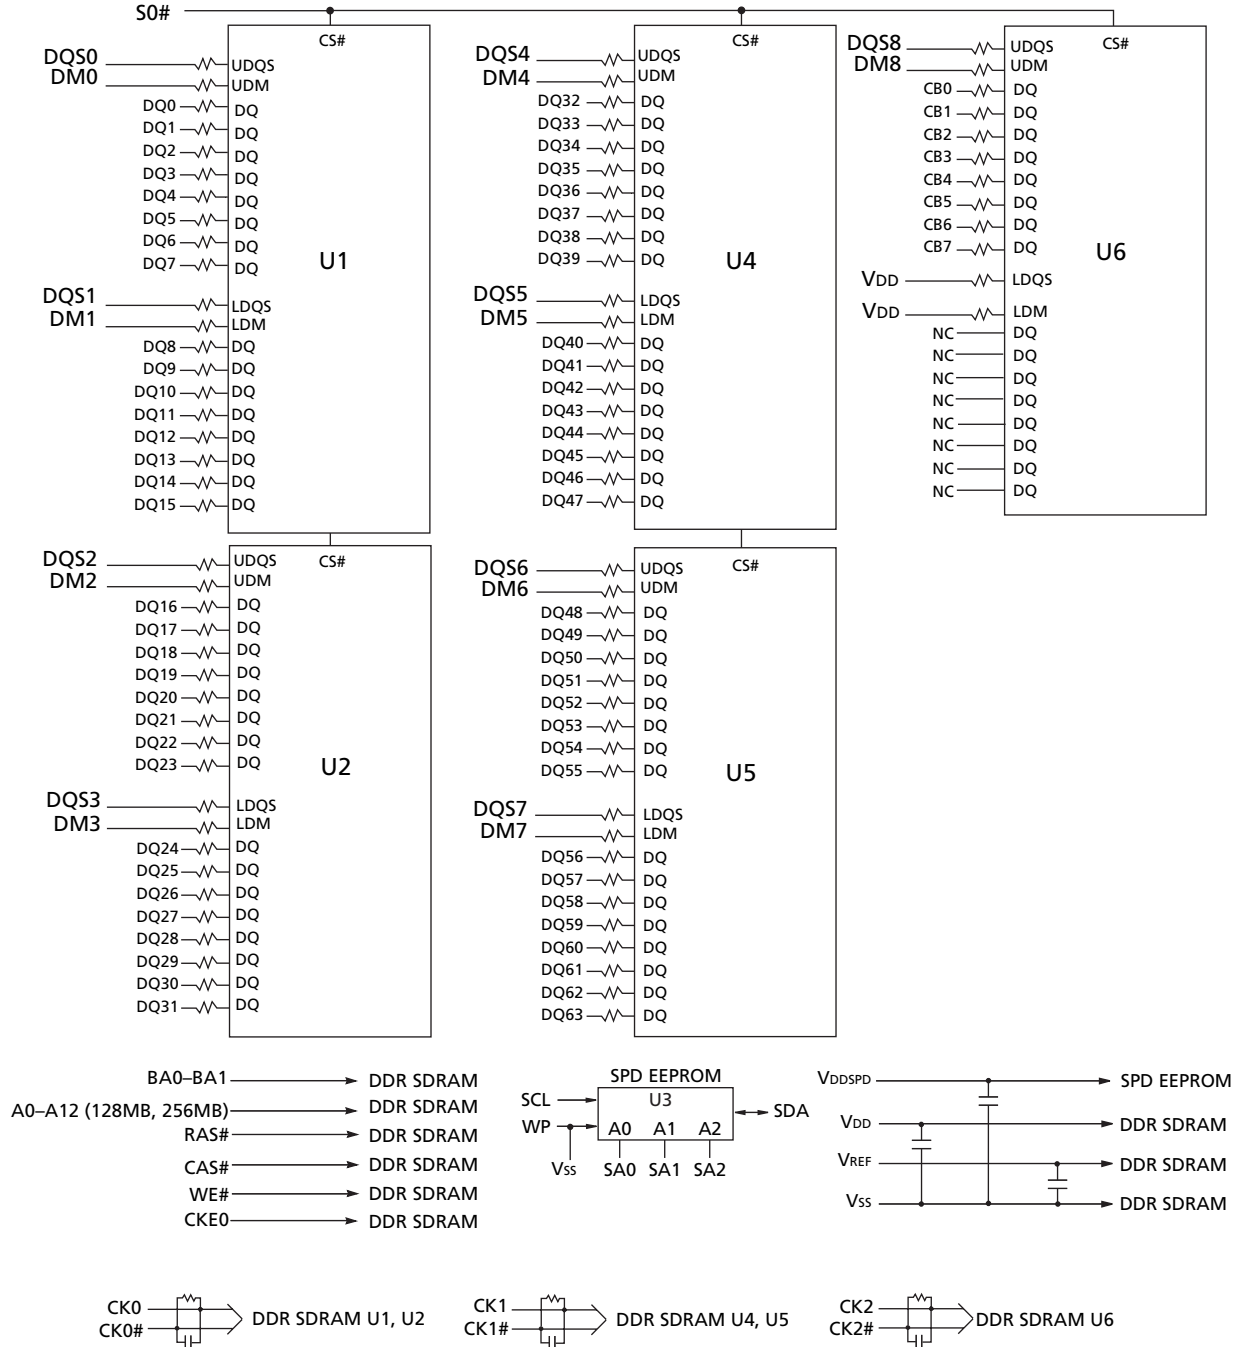 S0#
CS#
DQS0 UDQS
DM0 UDM
DQ0 DQ
DQ1 DQ
DQ2 DQ
DQ3 DQ
DQ4 DQ
DQ5 DQ
DQ6 DQ
DQ7 DQ
U1
DQS1 LDQS
DM1 LDM
DQ8 DQ
DQ9 DQ
DQ10 DQ
DQ11 DQ
DQ12 DQ
DQ13 DQ
DQ14 DQ
DQ15 DQ
CS#
DQS2 UDQS
DM2 UDM
DQ16 DQ
DQ17 DQ
DQ18 DQ
DQ19 DQ
DQ20 DQ
DQ21 DQ
DQ22 DQ
DQ23 DQ
U2
DQS3 LDQS
DM3 LDM
DQ24 DQ
DQ25 DQ
DQ26 DQ
DQ27 DQ
DQ28 DQ
DQ29 DQ
DQ30 DQ
DQ31 DQ
CS#
DQS4 UDQS
DM4 UDM
DQ32 DQ
DQ33 DQ
DQ34 DQ
DQ35 DQ
DQ36 DQ
DQ37 DQ
DQ38 DQ
DQ39 DQ
U4
DQS5 LDQS
DM5 LDM
DQ40 DQ
DQ41 DQ
DQ42 DQ
DQ43 DQ
DQ44 DQ
DQ45 DQ
DQ46 DQ
DQ47 DQ
CS#
DQS6 UDQS
DM6 UDM
DQ48 DQ
DQ49 DQ
DQ50 DQ
DQ51 DQ
DQ52 DQ
DQ53 DQ
DQ54 DQ
DQ55 DQ
U5
DQS7 LDQS
DM7 LDM
DQ56 DQ
DQ57 DQ
DQ58 DQ
DQ59 DQ
DQ60 DQ
DQ61 DQ
DQ62 DQ
DQ63 DQ
CS#
DQS8 UDQS
DM8 UDM
CB0 DQ
CB1 DQ
CB2 DQ
CB3 DQ
CB4 DQ
CB5 DQ
CB6 DQ
CB7 DQ
U6
VDD LDQS
VDD LDM
NC DQ
NC DQ
NC DQ
NC DQ
NC DQ
NC DQ
NC DQ
NC DQ
BA0–BA1 DDR SDRAM
A0–A12 (128MB, 256MB) DDR SDRAM
RAS# DDR SDRAM
CAS# DDR SDRAM
WE# DDR SDRAM
CKE0 DDR SDRAM
SPD EEPROM
SCL U3 SDA
WP A0 A1 A2
VSS SA0 SA1 SA2
VDDSPD SPD EEPROM
VDD DDR SDRAM
VREF DDR SDRAM
VSS DDR SDRAM
CK0
CK0#
DDR SDRAM U1, U2
CK1
CK1#
DDR SDRAM U4, U5
CK2
CK2#
DDR SDRAM U6